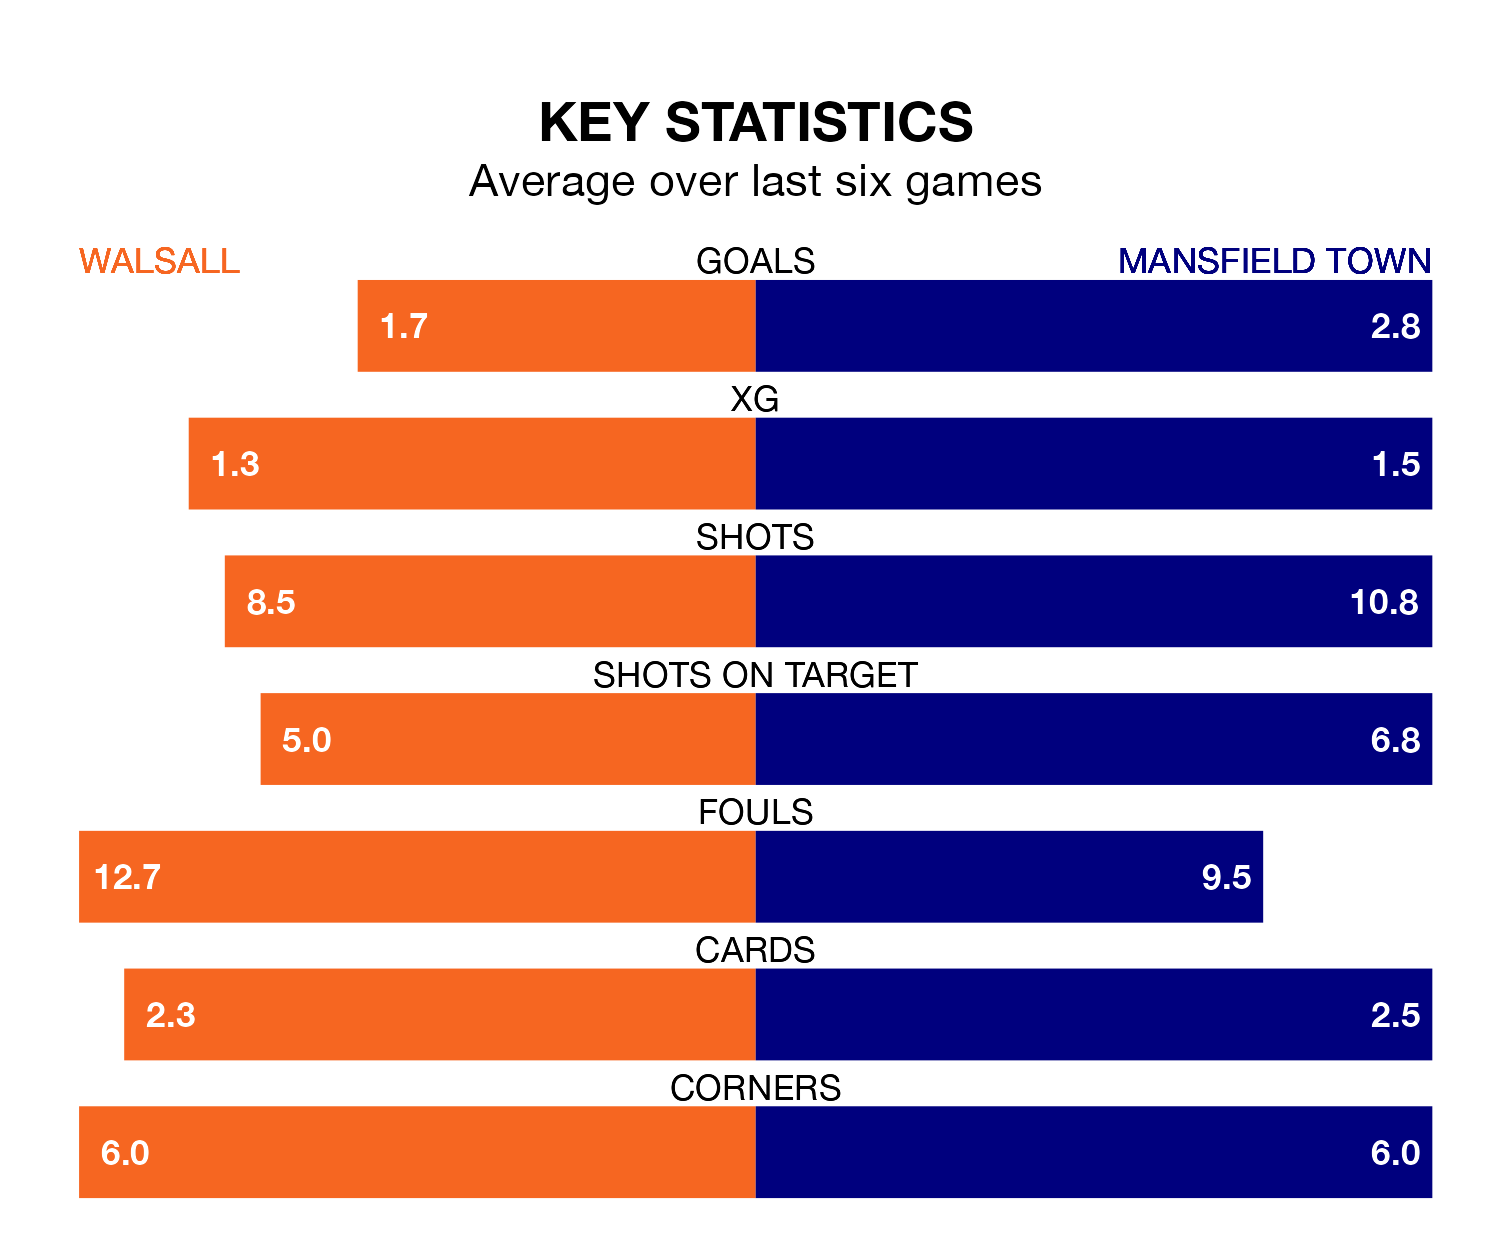 KEY STATISTICS
Average over last six games
WALSALL GOALS MANSFIELD TOWN
1.7 2.8
XG
1.3 1.5
SHOTS
8.5 10.8
SHOTS ON TARGET
5.0 6.8
FOULS
12.7 9.5
CARDS
2.3 2.5
CORNERS
6.0 6.0